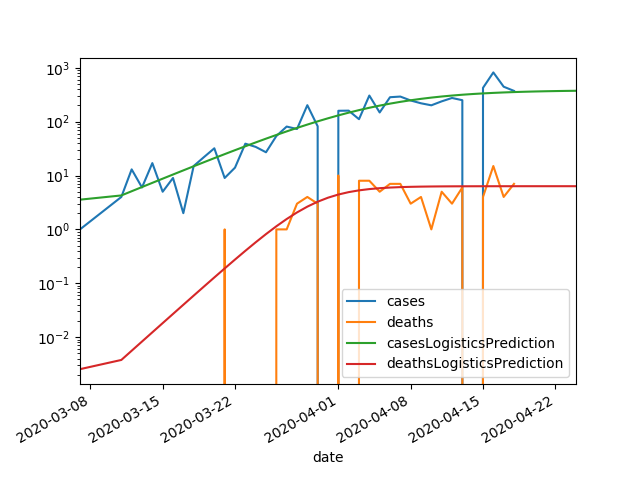 10³
10²
10¹
10⁰
10⁻¹
10⁻²
cases
deaths
casesLogisticsPrediction
deathsLogisticsPrediction
2020-03-08
2020-03-15
2020-03-22
2020-04-01
2020-04-08
2020-04-15
2020-04-22
date